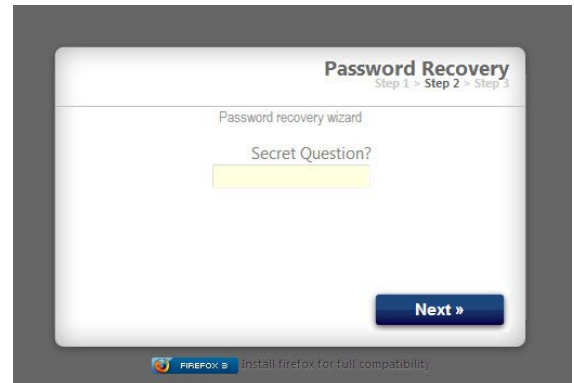 Password Recovery
Step 1 > Step 2 > Step 3
Password recovery wizard
Secret Question?
Next »
FIREFOX 3 Install firefox for full compatibility